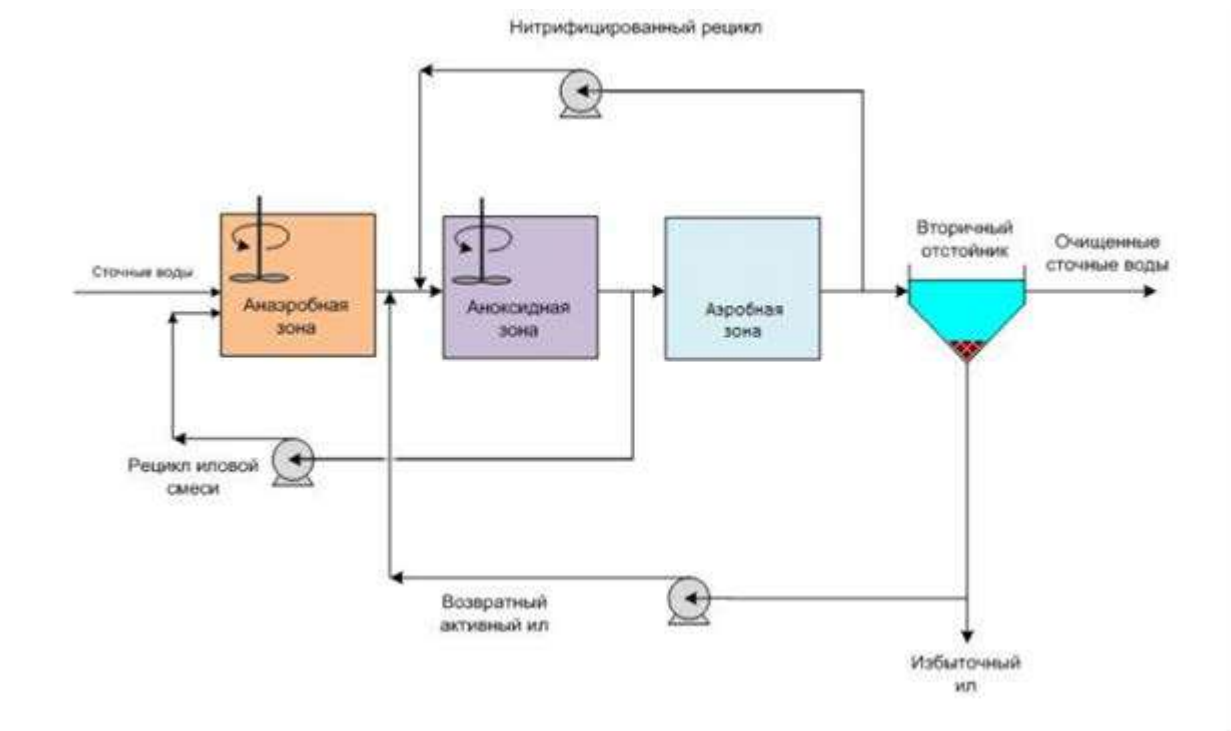 Нитрифицированный рецикл
Вторичный
отстойник
Очищенные
сточные воды
Сточные воды
Анаэробная
зона
Аноксидная
зона
Аэробная
зона
Рецикл иловой
смеси
Возвратный
активный ил
Избыточный
ил